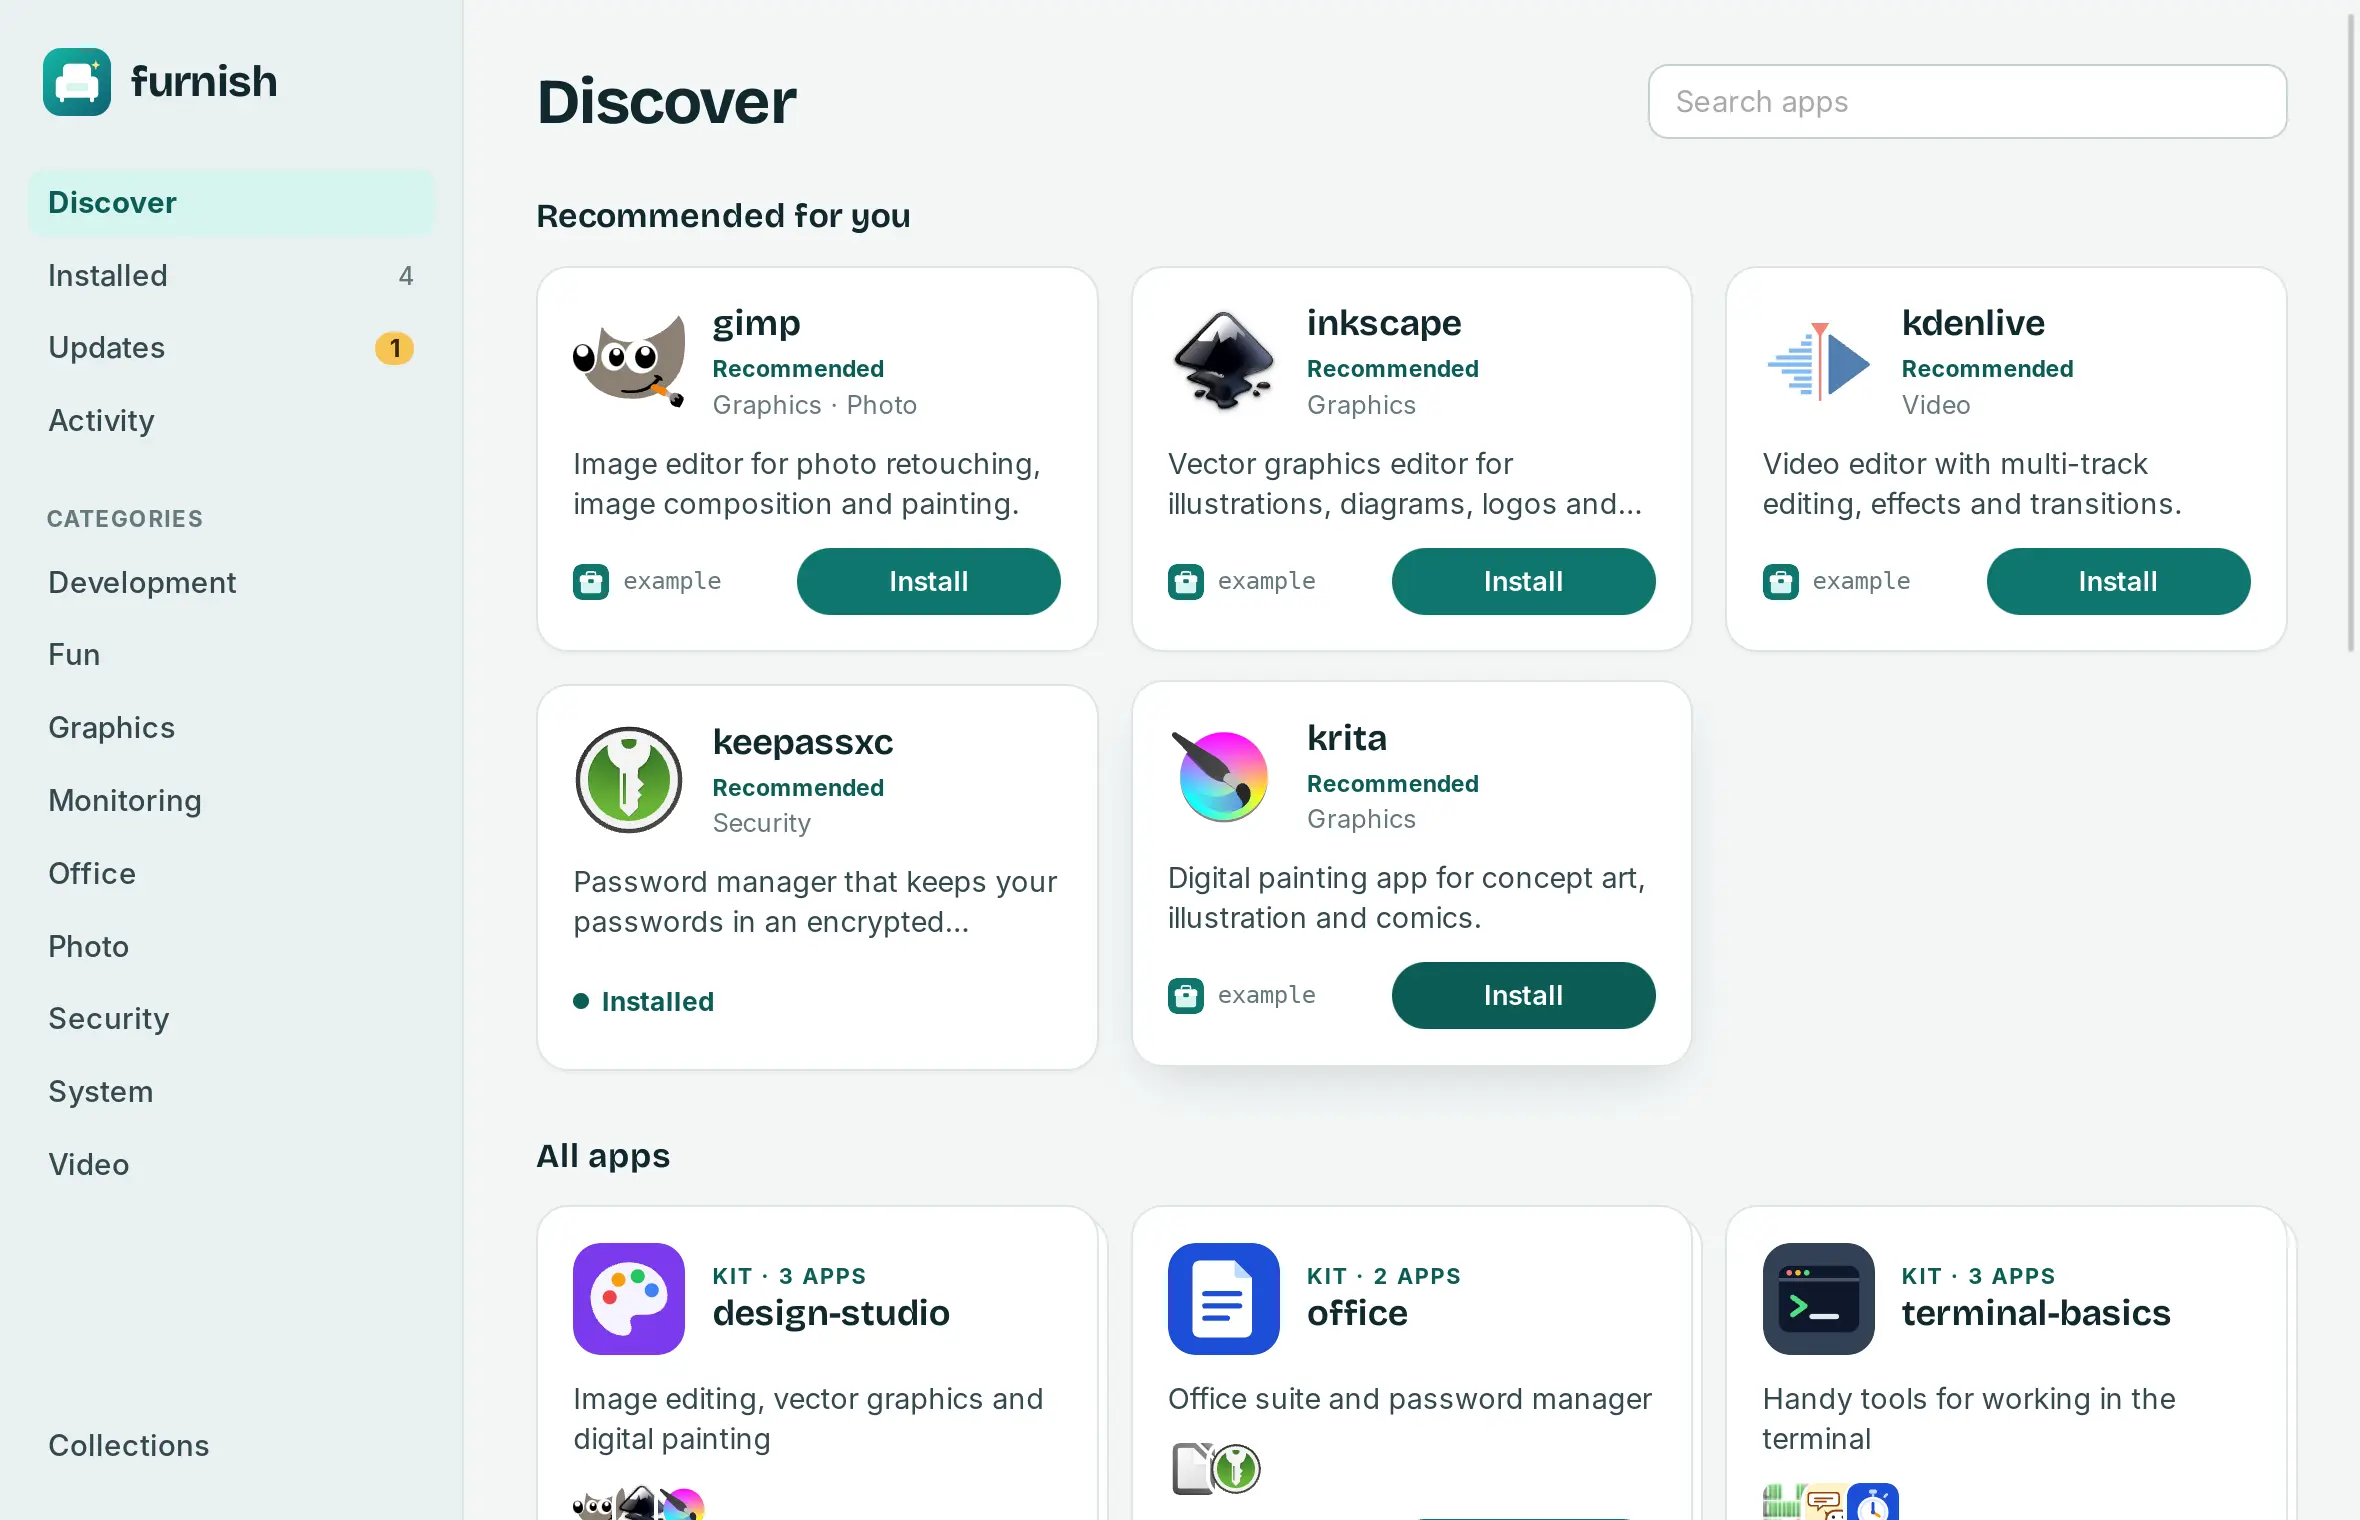 furnish
Discover
Installed 4
Updates 1
Activity
CATEGORIES
Development
Fun
Graphics
Monitoring
Office
Photo
Security
System
Video
Collections
Discover
Search apps
Recommended for you
gimp
Recommended
Graphics · Photo
Image editor for photo retouching,
image composition and painting.
example
Install
inkscape
Recommended
Graphics
Vector graphics editor for
illustrations, diagrams, logos and...
example
Install
kdenlive
Recommended
Video
Video editor with multi-track
editing, effects and transitions.
example
Install
keepassxc
Recommended
Security
Password manager that keeps your
passwords in an encrypted...
Installed
krita
Recommended
Graphics
Digital painting app for concept art,
illustration and comics.
example
Install
All apps
KIT · 3 APPS
design-studio
Image editing, vector graphics and
digital painting
KIT · 2 APPS
office
Office suite and password manager
KIT · 3 APPS
terminal-basics
Handy tools for working in the
terminal